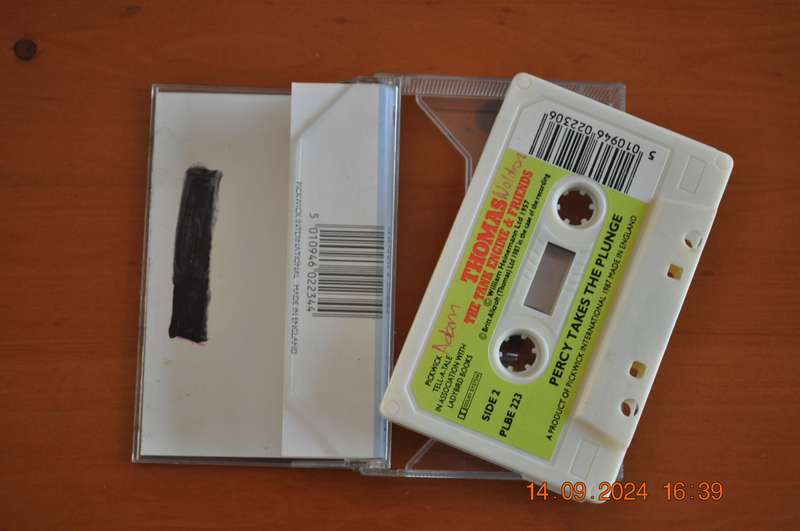 PICKWICK INTERNATIONAL MADE IN ENGLAND
5 010946 022344
5 010946 022306
THOMAS
THE TANK ENGINE & FRIENDS
© William Heinemann Ltd 1957
© Britt Allcroft (Thomas) Ltd 1987 in the case of the recording
Adam
PICKWICK
TELL-A-TALE
IN ASSOCIATION WITH
LADYBIRD BOOKS
DOLBY SYSTEM
SIDE 2
PLBE 223
PERCY TAKES THE PLUNGE
A PRODUCT OF PICKWICK INTERNATIONAL 1987 MADE IN ENGLAND
14.09.2024 16:39